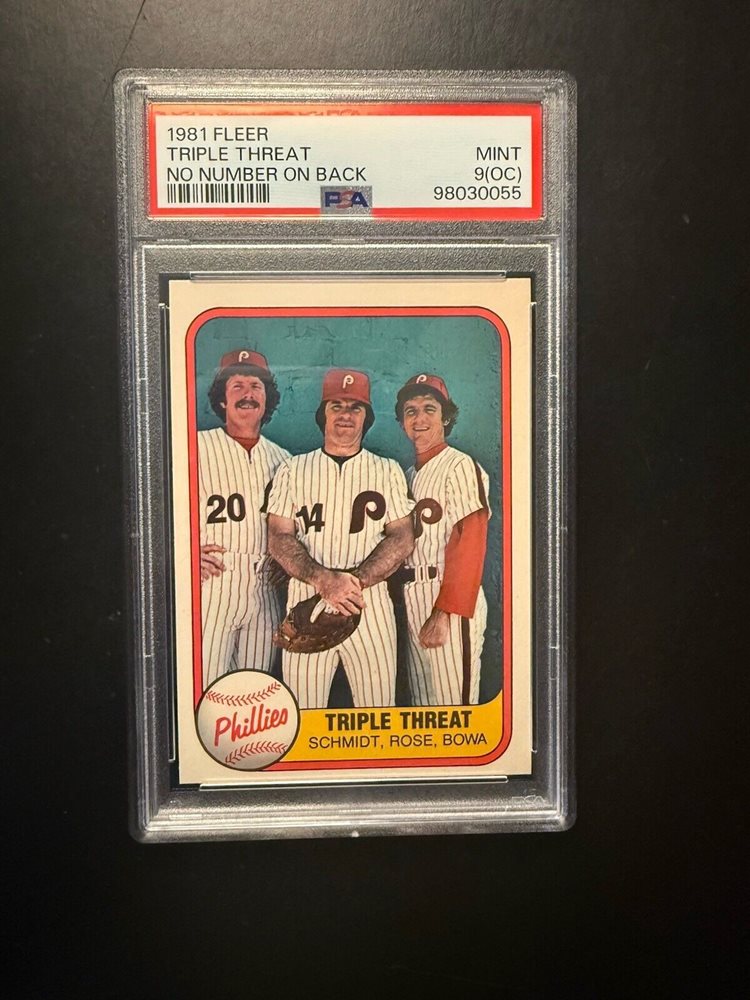 1981 FLEER
TRIPLE THREAT MINT
NO NUMBER ON BACK 9(OC)
PSA 98030055
P P P
20 14 P P
Phillies
TRIPLE THREAT
SCHMIDT, ROSE, BOWA
PSA